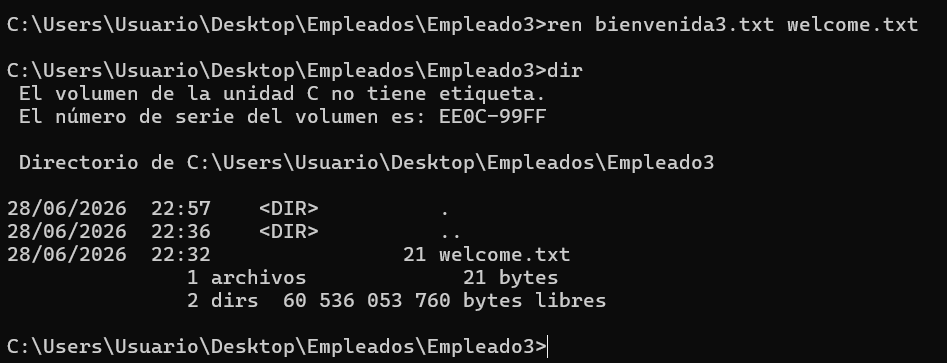 C:\Users\Usuario\Desktop\Empleados\Empleado3>ren bienvenida3.txt welcome.txt
C:\Users\Usuario\Desktop\Empleados\Empleado3>dir
 El volumen de la unidad C no tiene etiqueta.
 El número de serie del volumen es: EE0C-99FF
 Directorio de C:\Users\Usuario\Desktop\Empleados\Empleado3
28/06/2026  22:57    <DIR>          .
28/06/2026  22:36    <DIR>          ..
28/06/2026  22:32                21 welcome.txt
               1 archivos             21 bytes
               2 dirs  60 536 053 760 bytes libres
C:\Users\Usuario\Desktop\Empleados\Empleado3>